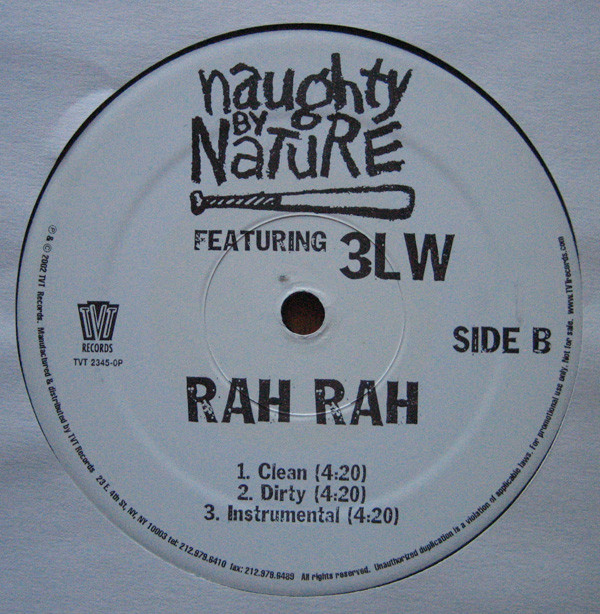 naughty
BY
NaTuRE
FEATURING 3LW
TVT
RECORDS
TVT 2345-0P
SIDE B
RAH RAH
1. Clean (4:20)
2. Dirty (4:20)
3. Instrumental (4:20)
℗ & © 2002 TVT Records. Manufactured & distributed by TVT Records 23 E. 4th St, NY, NY 10003 tel: 212.979.6410 fax: 212.979.6489 All rights reserved. Unauthorized duplication is a violation of applicable laws. For promotional use only. Not for sale. www.TVTrecords.com